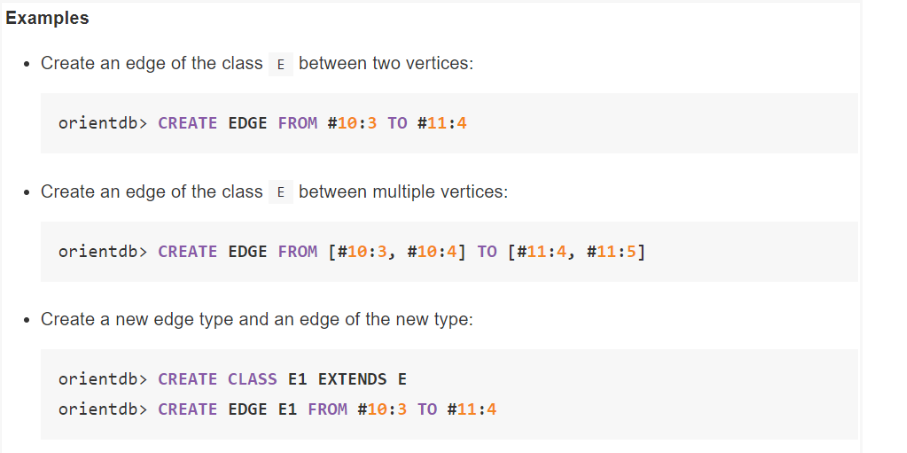 Examples
• Create an edge of the class E between two vertices:
orientdb> CREATE EDGE FROM #10:3 TO #11:4
• Create an edge of the class E between multiple vertices:
orientdb> CREATE EDGE FROM [#10:3, #10:4] TO [#11:4, #11:5]
• Create a new edge type and an edge of the new type:
orientdb> CREATE CLASS E1 EXTENDS E
orientdb> CREATE EDGE E1 FROM #10:3 TO #11:4